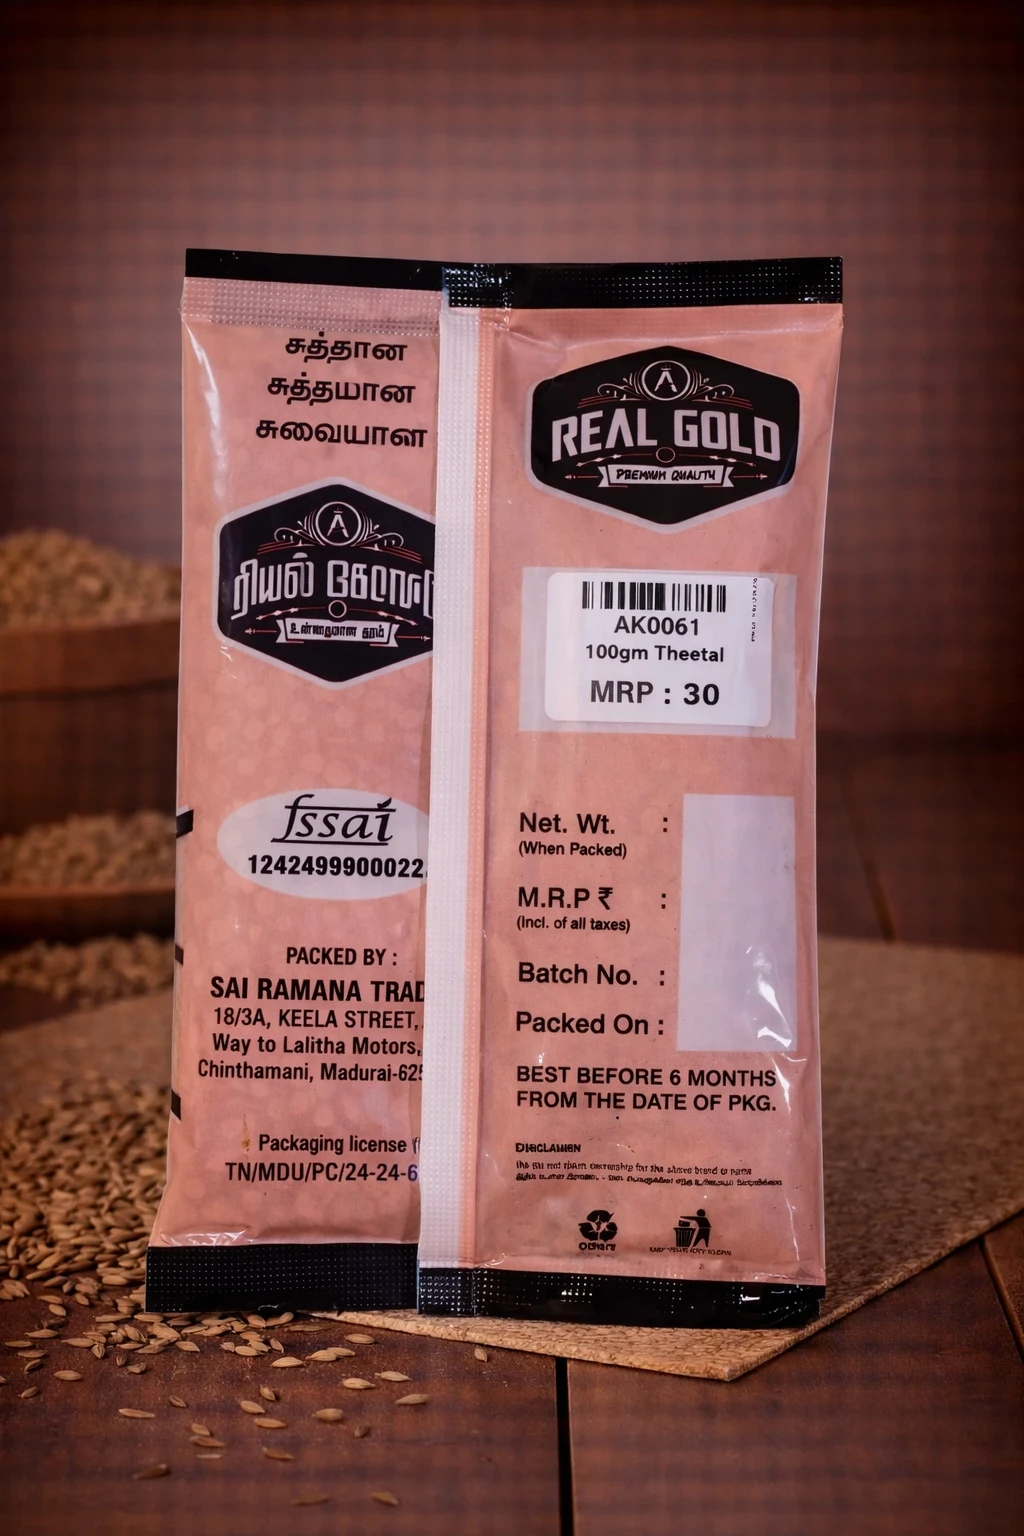 சுத்தான
சுத்தமான
சுவையான
A
ரியல்
fssai
1242499900022
PACKED BY :
SAI RAMANA TRAD
18/3A, KEELA STREET,
Way to Lalitha Motors,
Chinthamani, Madurai-625
Packaging license
TN/MDU/PC/24-24-6
A
REAL GOLD
PREMIUM QUALITY
AK0061
100gm Theetal
MRP : 30
Net. Wt. :
(When Packed)
M.R.P ₹ :
(Incl. of all taxes)
Batch No. :
Packed On :
BEST BEFORE 6 MONTHS
FROM THE DATE OF PKG.